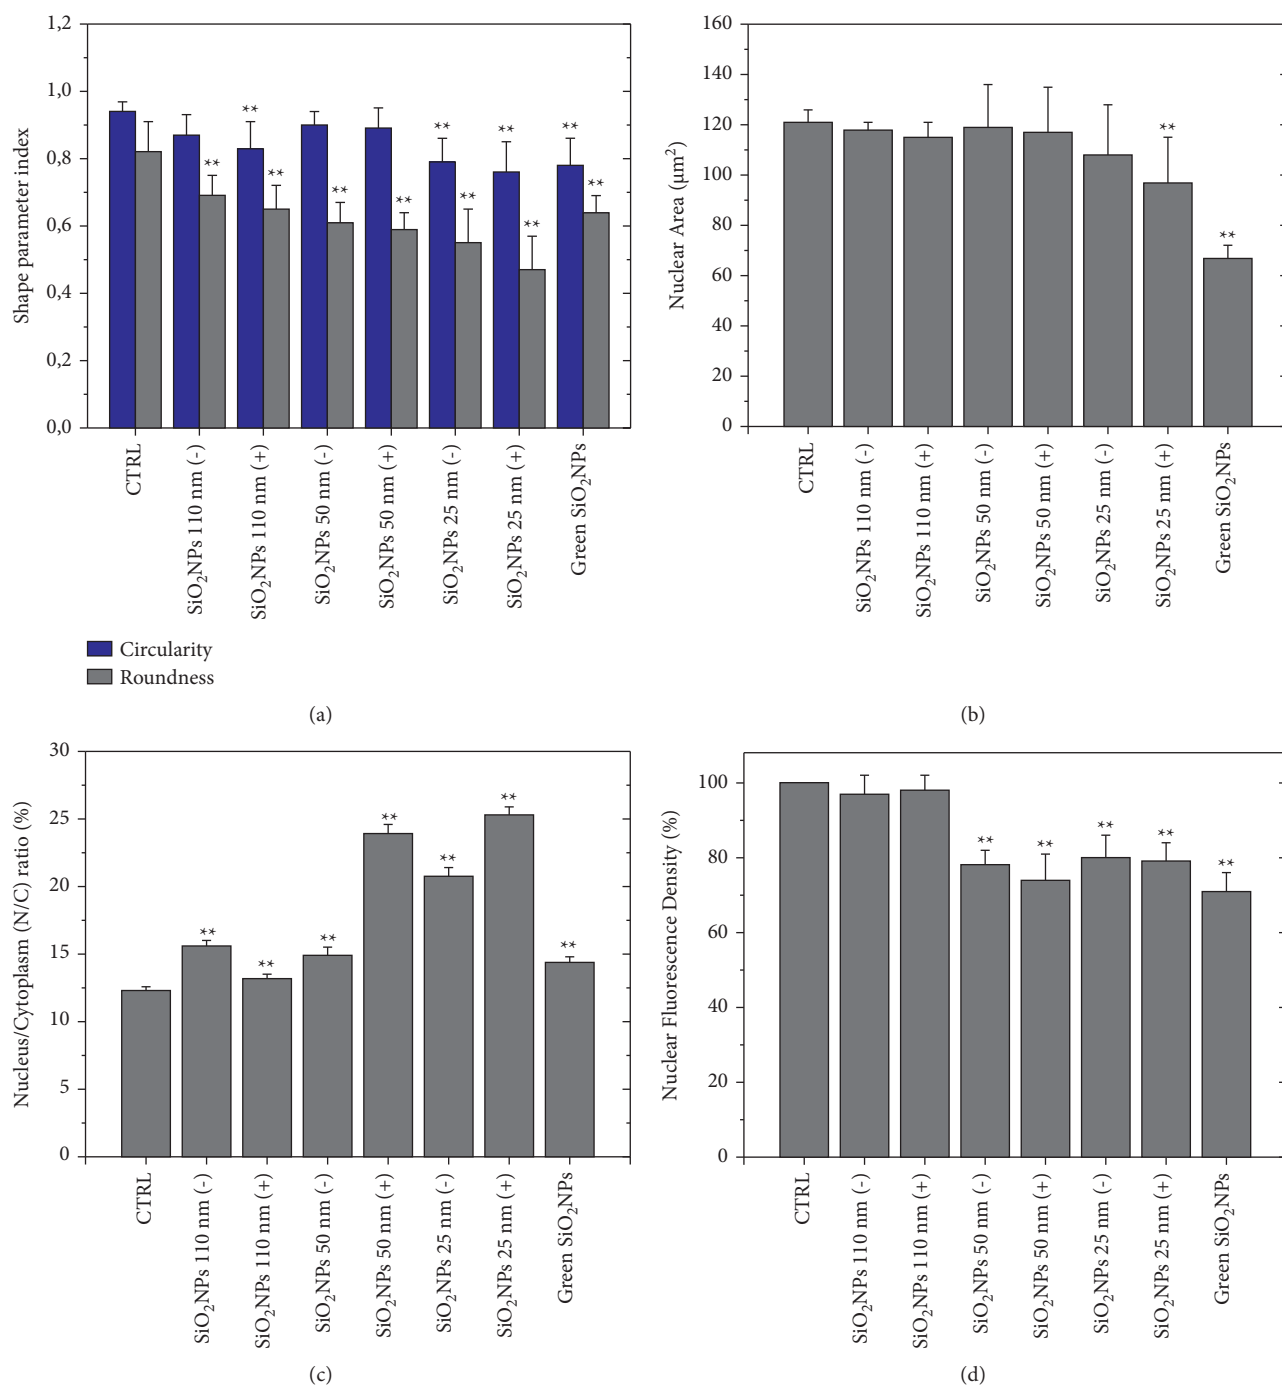 1,2
1,0
0,8
0,6
0,4
0,2
0,0
Shape parameter index
**
**
**
**
**
**
**
**
**
**
**
CTRL
SiO2NPs 110 nm (-)
SiO2NPs 110 nm (+)
SiO2NPs 50 nm (-)
SiO2NPs 50 nm (+)
SiO2NPs 25 nm (-)
SiO2NPs 25 nm (+)
Green SiO2NPs
Circularity
Roundness
(a)
160
140
120
100
80
60
40
20
0
Nuclear Area (µm²)
**
**
CTRL
SiO2NPs 110 nm (-)
SiO2NPs 110 nm (+)
SiO2NPs 50 nm (-)
SiO2NPs 50 nm (+)
SiO2NPs 25 nm (-)
SiO2NPs 25 nm (+)
Green SiO2NPs
(b)
30
25
20
15
10
5
0
Nucleus/Cytoplasm (N/C) ratio (%)
**
**
**
**
**
**
**
CTRL
SiO2NPs 110 nm (-)
SiO2NPs 110 nm (+)
SiO2NPs 50 nm (-)
SiO2NPs 50 nm (+)
SiO2NPs 25 nm (-)
SiO2NPs 25 nm (+)
Green SiO2NPs
(c)
100
80
60
40
20
0
Nuclear Fluorescence Density (%)
**
**
**
**
**
CTRL
SiO2NPs 110 nm (-)
SiO2NPs 110 nm (+)
SiO2NPs 50 nm (-)
SiO2NPs 50 nm (+)
SiO2NPs 25 nm (-)
SiO2NPs 25 nm (+)
Green SiO2NPs
(d)